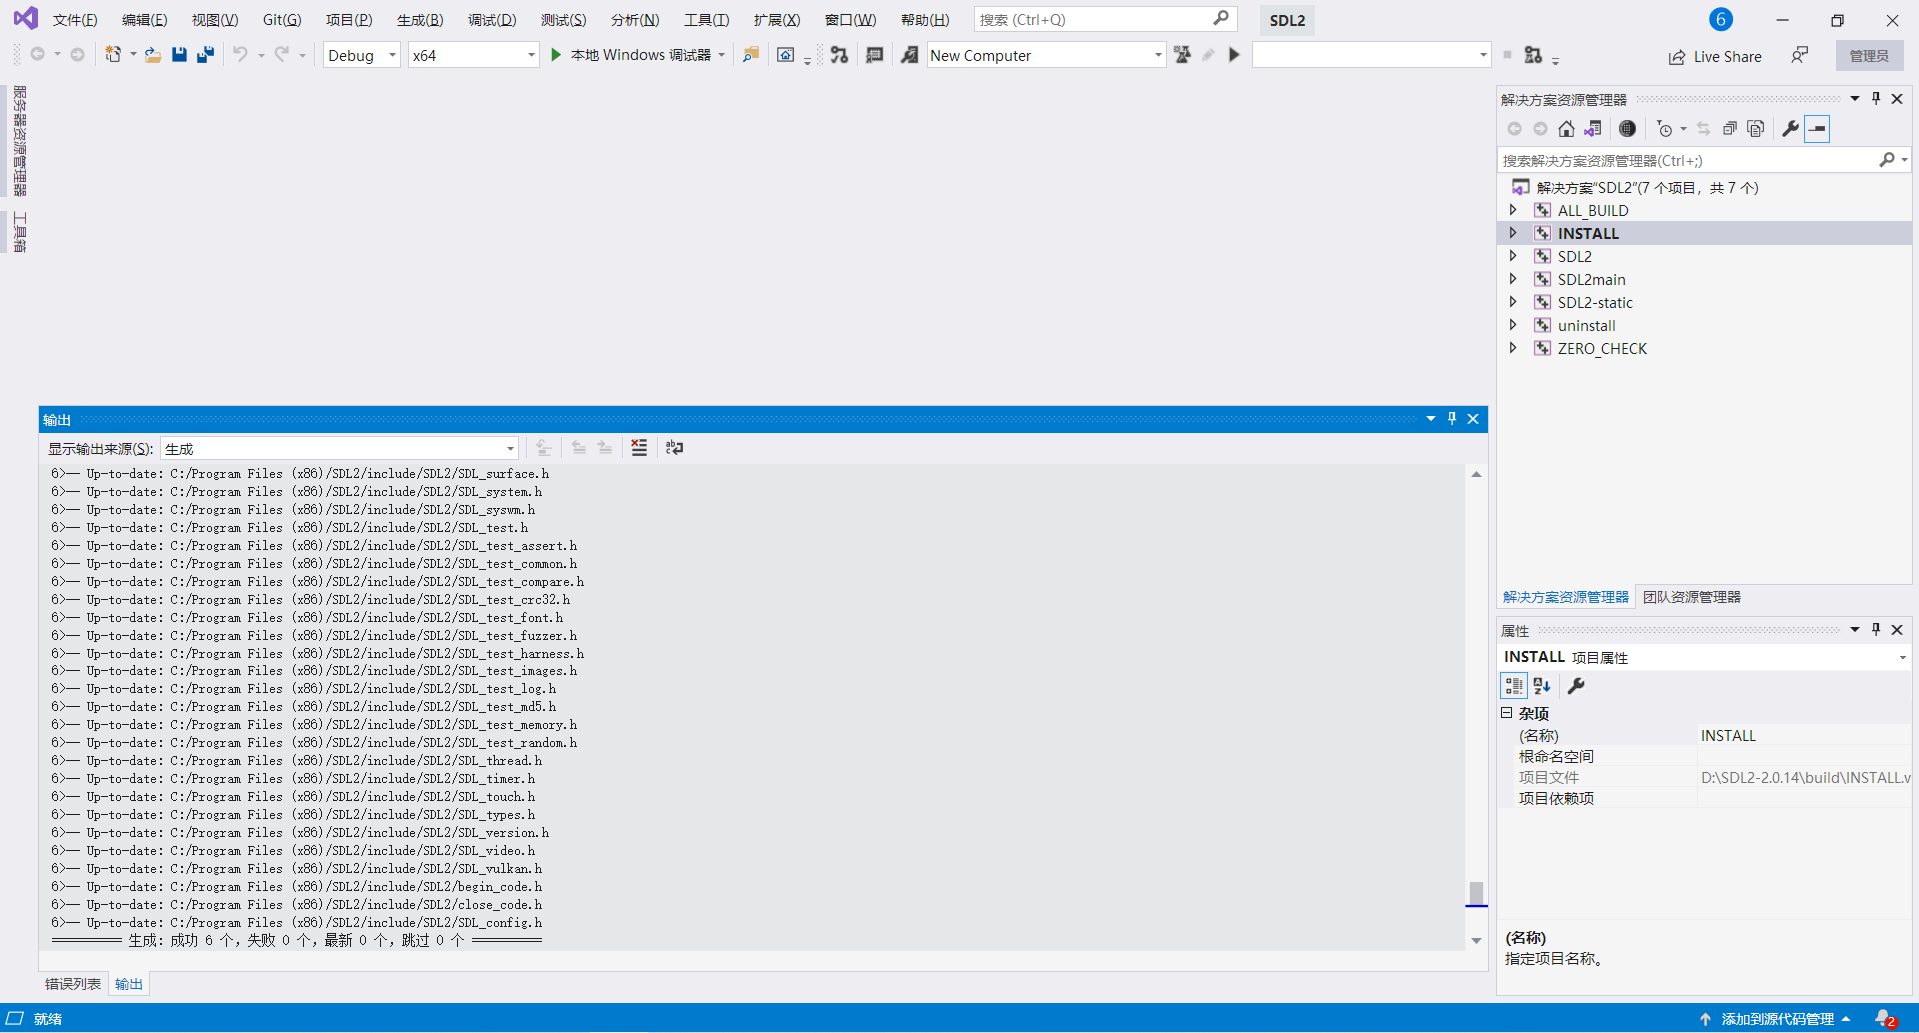 文件(F) 编辑(E) 视图(V) Git(G) 项目(P) 生成(B) 调试(D) 测试(S) 分析(N) 工具(T) 扩展(X) 窗口(W) 帮助(H) 搜索 (Ctrl+Q) SDL2 6
Debug x64 本地 Windows 调试器 New Computer Live Share 管理员
服务器资源管理器
工具箱
输出
显示输出来源(S): 生成
6>-- Up-to-date: C:/Program Files (x86)/SDL2/include/SDL2/SDL_surface.h
6>-- Up-to-date: C:/Program Files (x86)/SDL2/include/SDL2/SDL_system.h
6>-- Up-to-date: C:/Program Files (x86)/SDL2/include/SDL2/SDL_syswm.h
6>-- Up-to-date: C:/Program Files (x86)/SDL2/include/SDL2/SDL_test.h
6>-- Up-to-date: C:/Program Files (x86)/SDL2/include/SDL2/SDL_test_assert.h
6>-- Up-to-date: C:/Program Files (x86)/SDL2/include/SDL2/SDL_test_common.h
6>-- Up-to-date: C:/Program Files (x86)/SDL2/include/SDL2/SDL_test_compare.h
6>-- Up-to-date: C:/Program Files (x86)/SDL2/include/SDL2/SDL_test_crc32.h
6>-- Up-to-date: C:/Program Files (x86)/SDL2/include/SDL2/SDL_test_font.h
6>-- Up-to-date: C:/Program Files (x86)/SDL2/include/SDL2/SDL_test_fuzzer.h
6>-- Up-to-date: C:/Program Files (x86)/SDL2/include/SDL2/SDL_test_harness.h
6>-- Up-to-date: C:/Program Files (x86)/SDL2/include/SDL2/SDL_test_images.h
6>-- Up-to-date: C:/Program Files (x86)/SDL2/include/SDL2/SDL_test_log.h
6>-- Up-to-date: C:/Program Files (x86)/SDL2/include/SDL2/SDL_test_md5.h
6>-- Up-to-date: C:/Program Files (x86)/SDL2/include/SDL2/SDL_test_memory.h
6>-- Up-to-date: C:/Program Files (x86)/SDL2/include/SDL2/SDL_test_random.h
6>-- Up-to-date: C:/Program Files (x86)/SDL2/include/SDL2/SDL_thread.h
6>-- Up-to-date: C:/Program Files (x86)/SDL2/include/SDL2/SDL_timer.h
6>-- Up-to-date: C:/Program Files (x86)/SDL2/include/SDL2/SDL_touch.h
6>-- Up-to-date: C:/Program Files (x86)/SDL2/include/SDL2/SDL_types.h
6>-- Up-to-date: C:/Program Files (x86)/SDL2/include/SDL2/SDL_version.h
6>-- Up-to-date: C:/Program Files (x86)/SDL2/include/SDL2/SDL_video.h
6>-- Up-to-date: C:/Program Files (x86)/SDL2/include/SDL2/SDL_vulkan.h
6>-- Up-to-date: C:/Program Files (x86)/SDL2/include/SDL2/begin_code.h
6>-- Up-to-date: C:/Program Files (x86)/SDL2/include/SDL2/close_code.h
6>-- Up-to-date: C:/Program Files (x86)/SDL2/include/SDL2/SDL_config.h
========== 生成: 成功 6 个，失败 0 个，最新 0 个，跳过 0 个 ==========
错误列表 输出
解决方案资源管理器
搜索解决方案资源管理器(Ctrl+;)
解决方案"SDL2"(7 个项目，共 7 个)
ALL_BUILD
INSTALL
SDL2
SDL2main
SDL2-static
uninstall
ZERO_CHECK
解决方案资源管理器 团队资源管理器
属性
INSTALL 项目属性
杂项
(名称) INSTALL
根命名空间
项目文件 D:\SDL2-2.0.14\build\INSTALL.v
项目依赖项
(名称)
指定项目名称。
就绪 添加到源代码管理 2